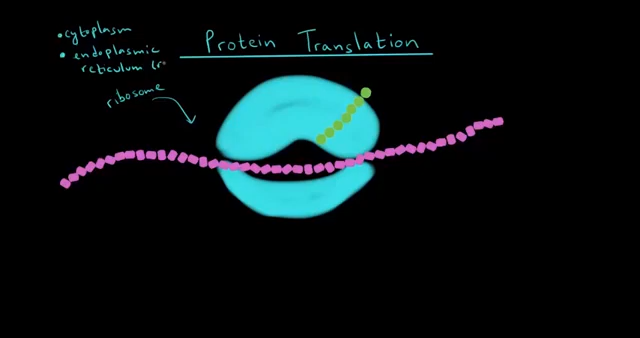 Protein Translation
• cytoplasm
• endoplasmic
reticulum (r
ribosome